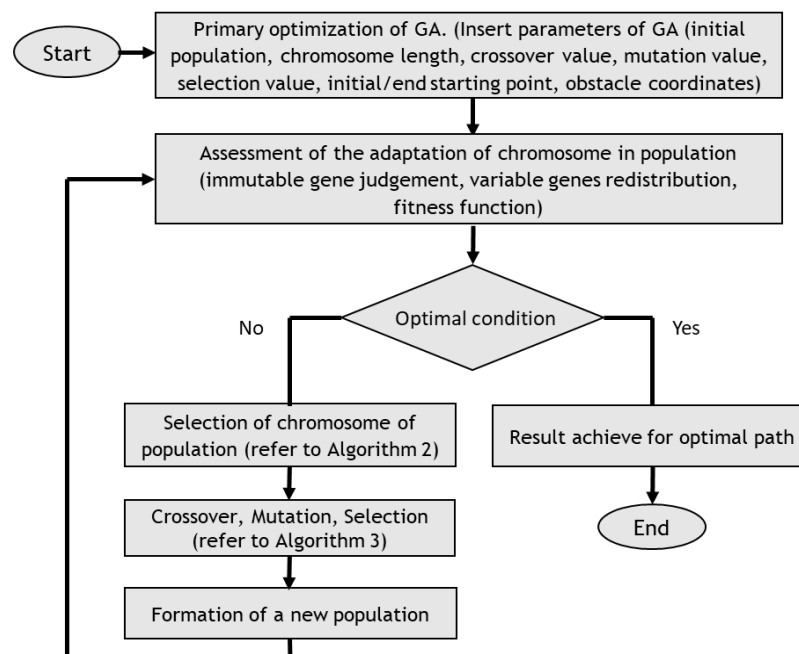 Start
Primary optimization of GA. (Insert parameters of GA (initial
population, chromosome length, crossover value, mutation value,
selection value, initial/end starting point, obstacle coordinates)
Assessment of the adaptation of chromosome in population
(immutable gene judgement, variable genes redistribution,
fitness function)
Optimal condition
No
Yes
Selection of chromosome of
population (refer to Algorithm 2)
Result achieve for optimal path
Crossover, Mutation, Selection
(refer to Algorithm 3)
End
Formation of a new population